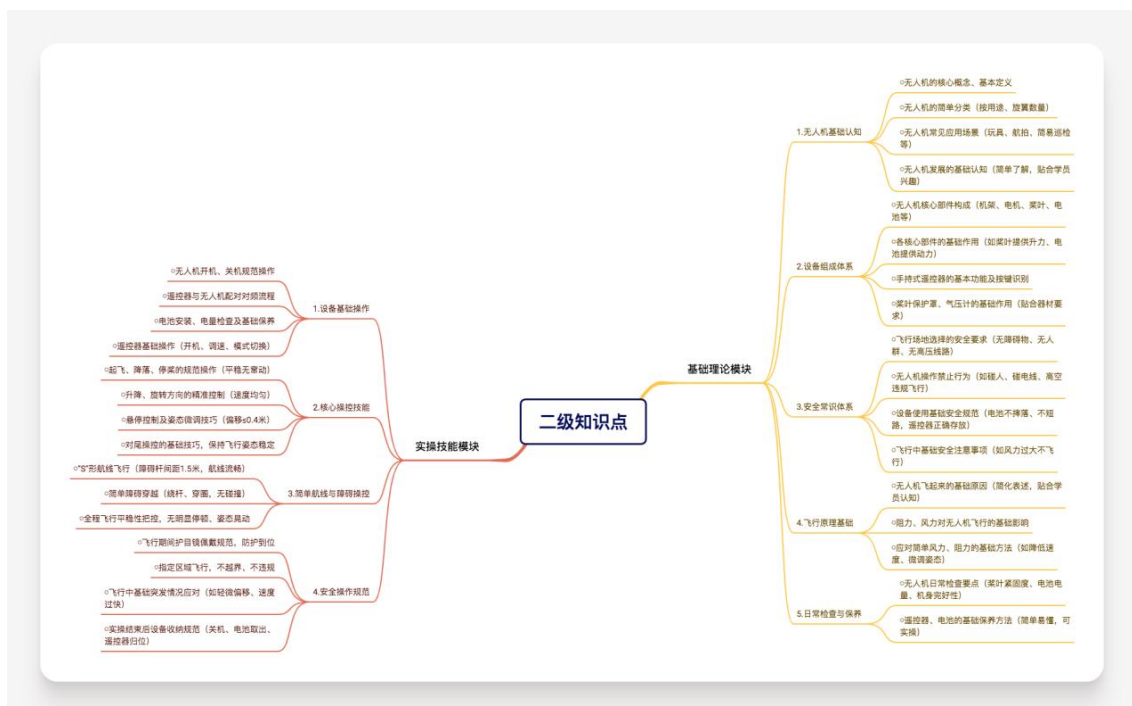 二级知识点
基础理论模块
1.无人机基础认知
○无人机的核心概念、基本定义
○无人机的简单分类（按用途、旋翼数量）
○无人机常见应用场景（玩具、航拍、简易巡检
等）
○无人机发展的基础认知（简单了解，贴合学员
兴趣）
2.设备组成体系
○无人机核心部件构成（机架、电机、桨叶、电
池等）
○各核心部件的基础作用（如桨叶提供升力、电
池提供动力）
○手持式遥控器的基本功能及按键识别
○桨叶保护罩、气压计的基础作用（贴合器材要
求）
3.安全常识体系
○飞行场地选择的安全要求（无障碍物、无人
群、无高压线路）
○无人机操作禁止行为（如碰人、碰电线、高空
违规飞行）
○设备使用基础安全规范（电池不摔落、不短
路，遥控器正确存放）
○飞行中基础安全注意事项（如风力过大不飞
行）
4.飞行原理基础
○无人机飞起来的基础原因（简化表述，贴合学
员认知）
○阻力、风力对无人机飞行的基础影响
○应对简单风力、阻力的基础方法（如降低速
度、微调姿态）
5.日常检查与保养
○无人机日常检查要点（桨叶紧固度、电池电
量、机身完好性）
○遥控器、电池的基础保养方法（简单易懂，可
实操）
实操技能模块
1.设备基础操作
○无人机开机、关机规范操作
○遥控器与无人机配对对频流程
○电池安装、电量检查及基础保养
○遥控器基础操作（开机、调速、模式切换）
2.核心操控技能
○起飞、降落、停桨的规范操作（平稳无窜动）
○升降、旋转方向的精准控制（速度均匀）
○悬停控制及姿态微调技巧（偏移≤0.4米）
○对尾操控的基础技巧，保持飞行姿态稳定
3.简单航线与障碍操控
○“S”形航线飞行（障碍杆间距1.5米，航线流畅）
○简单障碍穿越（绕杆、穿圈，无碰撞）
○全程飞行平稳性把控，无明显停顿、姿态晃动
4.安全操作规范
○飞行期间护目镜佩戴规范，防护到位
○指定区域飞行，不越界、不违规
○飞行中基础突发情况应对（如轻微偏移、速度
过快）
○实操结束后设备收纳规范（关机、电池取出、
遥控器归位）